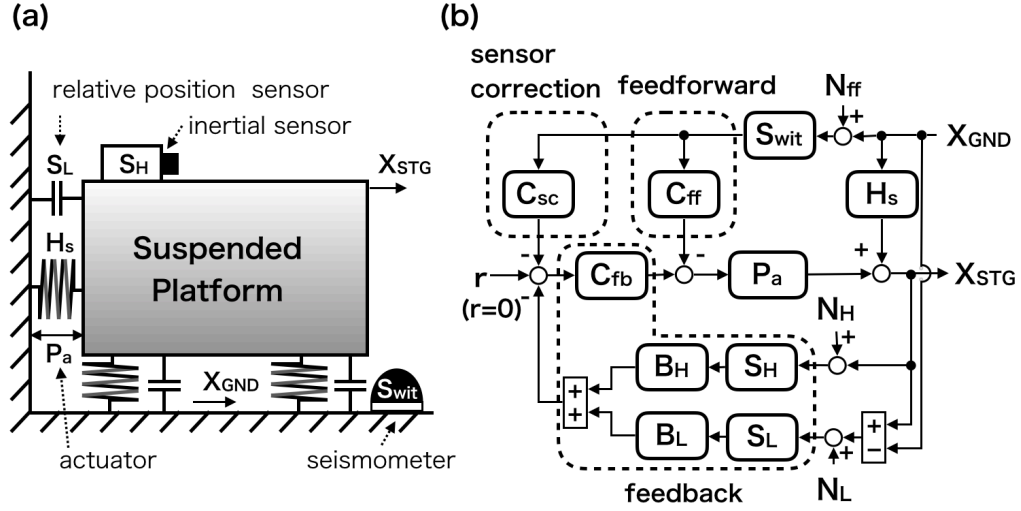 (a)
relative position sensor
inertial sensor
SL
SH
XSTG
Hs
Suspended
Platform
Pa
XGND
Swit
actuator
seismometer
(b)
sensor
correction
feedforward
Nff
+
Swit
XGND
Csc
Cff
Hs
-
-
+
r
Cfb
Pa
XSTG
(r=0)
-
NH
+
BH
SH
+
+
+
−
BL
SL
+
NL
feedback